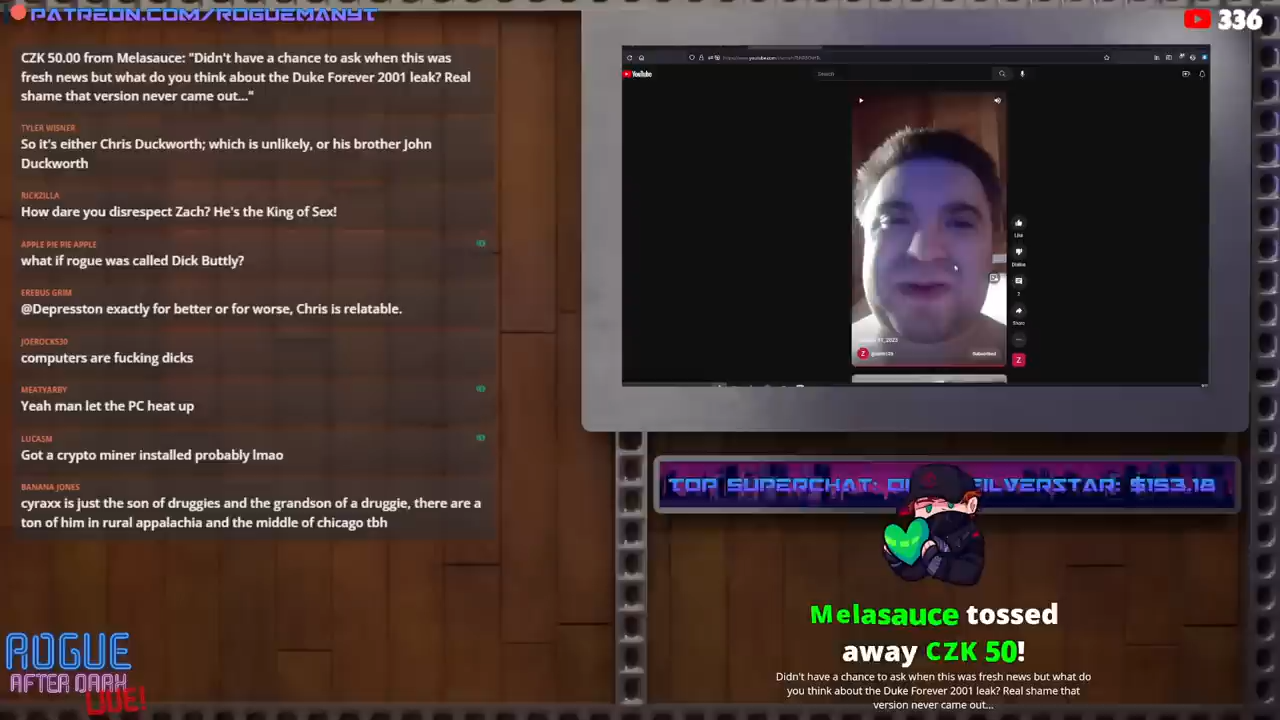 PATREON.COM/ROGUEMANYT
336
CZK 50.00 from Melasauce: "Didn't have a chance to ask when this was
fresh news but what do you think about the Duke Forever 2001 leak? Real
shame that version never came out..."
TYLER WISNER
So it's either Chris Duckworth; which is unlikely, or his brother John
Duckworth
RICKZILLA
How dare you disrespect Zach? He's the King of Sex!
APPLE PIE PIE APPLE
what if rogue was called Dick Buttly?
EREBUS GRIM
@Depresston exactly for better or for worse, Chris is relatable.
JOEROCKS30
computers are fucking dicks
MEATYARBY
Yeah man let the PC heat up
LUCASM
Got a crypto miner installed probably lmao
BANANA JONES
cyraxx is just the son of druggies and the grandson of a druggie, there are a
ton of him in rural appalachia and the middle of chicago tbh
YouTube
Search
Like
Dislike
Share
Subscribed
Z
Z
TOP SUPERCHAT: SILVERSTAR: $153.18
Melasauce tossed
away CZK 50!
Didn't have a chance to ask when this was fresh news but what do
you think about the Duke Forever 2001 leak? Real shame that
version never came out...
ROGUE
AFTER DARK
LIVE!